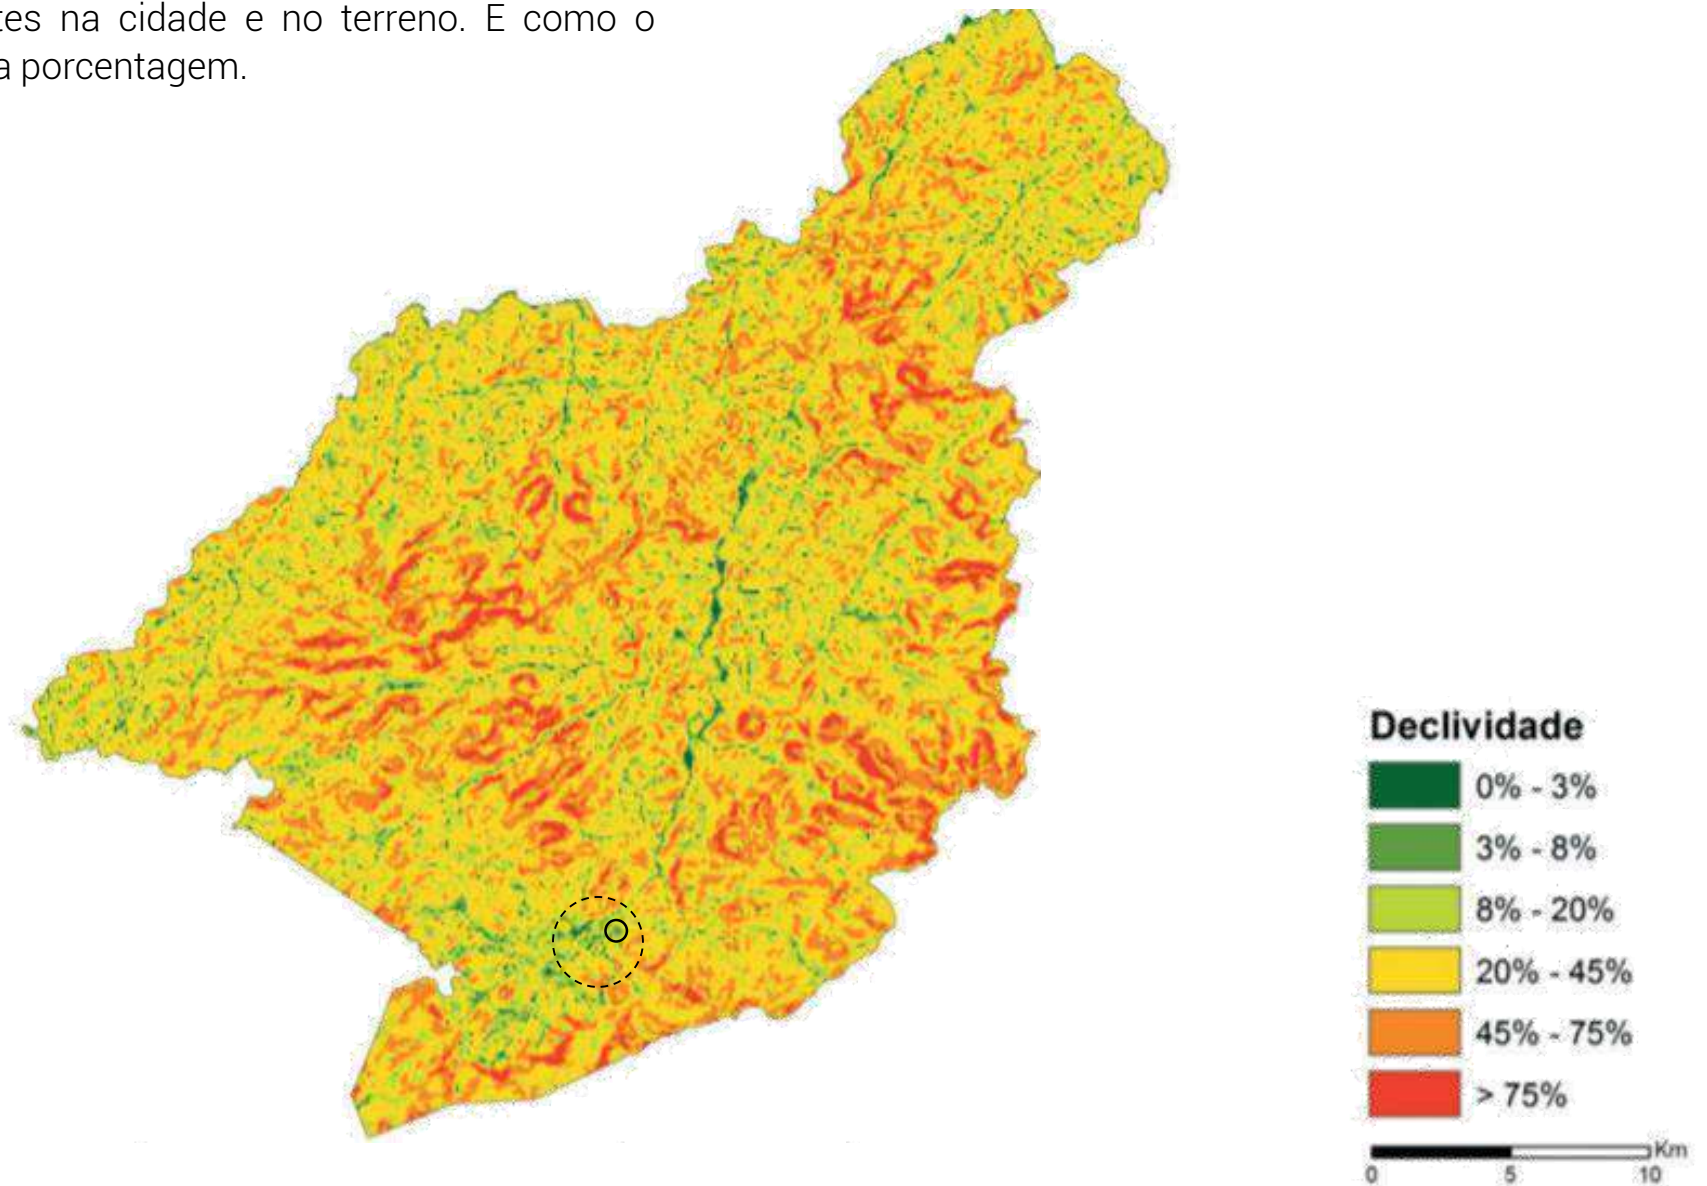 tes na cidade e no terreno. E como o
a porcentagem.
Declividade
0% - 3%
3% - 8%
8% - 20%
20% - 45%
45% - 75%
> 75%
Km
0 5 10